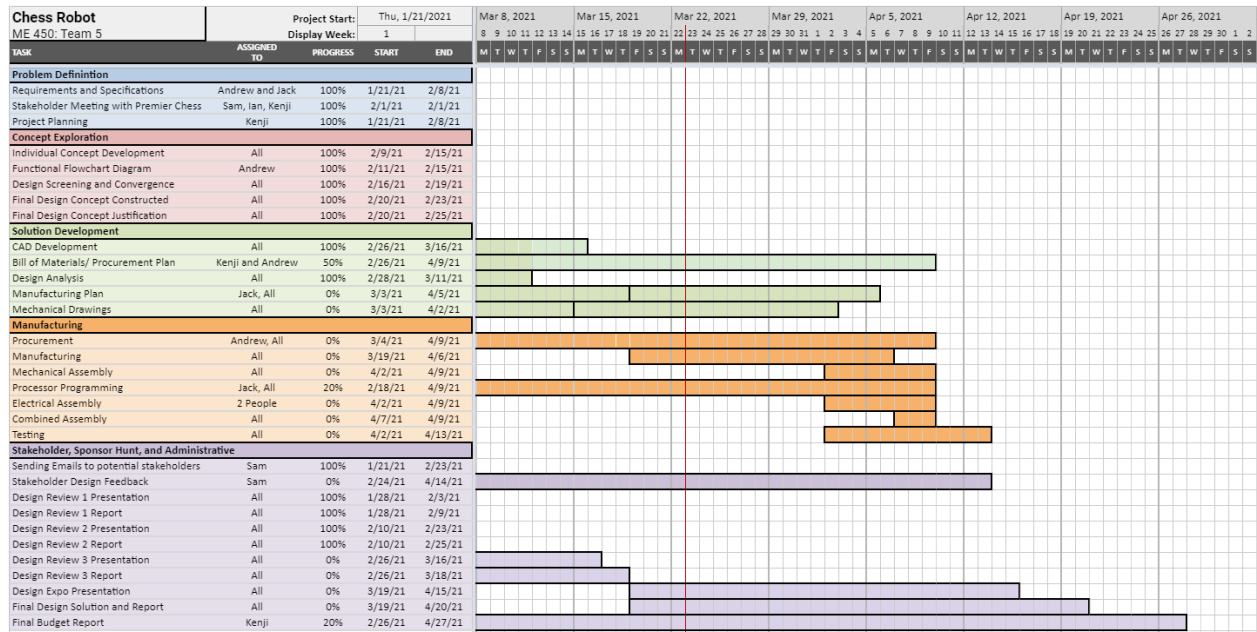 Chess Robot Project Start: Thu, 1/21/2021 Mar 8, 2021 Mar 15, 2021 Mar 22, 2021 Mar 29, 2021 Apr 5, 2021 Apr 12, 2021 Apr 19, 2021 Apr 26, 2021
ME 450: Team 5 Display Week: 1 8 9 10 11 12 13 14 15 16 17 18 19 20 21 22 23 24 25 26 27 28 29 30 31 1 2 3 4 5 6 7 8 9 10 11 12 13 14 15 16 17 18 19 20 21 22 23 24 25 26 27 28 29 30 1 2
TASK ASSIGNED TO PROGRESS START END M T W T F S S M T W T F S S M T W T F S S M T W T F S S M T W T F S S M T W T F S S M T W T F S S M T W T F S S
Problem Definintion
Requirements and Specifications Andrew and Jack 100% 1/21/21 2/8/21
Stakeholder Meeting with Premier Chess Sam, Ian, Kenji 100% 2/1/21 2/1/21
Project Planning Kenji 100% 1/21/21 2/8/21
Concept Exploration
Individual Concept Development All 100% 2/9/21 2/15/21
Functional Flowchart Diagram Andrew 100% 2/11/21 2/15/21
Design Screening and Convergence All 100% 2/16/21 2/19/21
Final Design Concept Constructed All 100% 2/20/21 2/23/21
Final Design Concept Justification All 100% 2/20/21 2/25/21
Solution Development
CAD Development All 100% 2/26/21 3/16/21
Bill of Materials/ Procurement Plan Kenji and Andrew 50% 2/26/21 4/9/21
Design Analysis All 100% 2/28/21 3/11/21
Manufacturing Plan Jack, All 0% 3/3/21 4/5/21
Mechanical Drawings All 0% 3/3/21 4/2/21
Manufacturing
Procurement Andrew, All 0% 3/4/21 4/9/21
Manufacturing All 0% 3/19/21 4/6/21
Mechanical Assembly All 0% 4/2/21 4/9/21
Processor Programming Jack, All 20% 2/18/21 4/9/21
Electrical Assembly 2 People 0% 4/2/21 4/9/21
Combined Assembly All 0% 4/7/21 4/9/21
Testing All 0% 4/2/21 4/13/21
Stakeholder, Sponsor Hunt, and Administrative
Sending Emails to potential stakeholders Sam 100% 1/21/21 2/23/21
Stakeholder Design Feedback Sam 0% 2/24/21 4/14/21
Design Review 1 Presentation All 100% 1/28/21 2/3/21
Design Review 1 Report All 100% 1/28/21 2/9/21
Design Review 2 Presentation All 100% 2/10/21 2/23/21
Design Review 2 Report All 100% 2/10/21 2/25/21
Design Review 3 Presentation All 0% 2/26/21 3/16/21
Design Review 3 Report All 0% 2/26/21 3/18/21
Design Expo Presentation All 0% 3/19/21 4/15/21
Final Design Solution and Report All 0% 3/19/21 4/20/21
Final Budget Report Kenji 20% 2/26/21 4/27/21